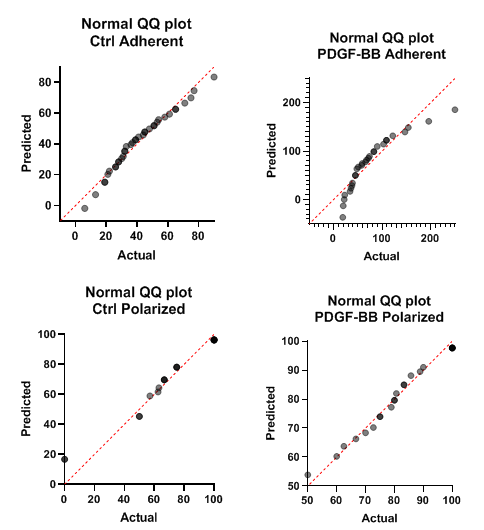 Normal QQ plot
Ctrl Adherent
Predicted
80
60
40
20
0
0 20 40 60 80
Actual
Normal QQ plot
PDGF-BB Adherent
Predicted
200
100
0
0 100 200
Actual
Normal QQ plot
Ctrl Polarized
Predicted
100
80
60
40
20
0
0 20 40 60 80 100
Actual
Normal QQ plot
PDGF-BB Polarized
Predicted
100
90
80
70
60
50
50 60 70 80 90 100
Actual